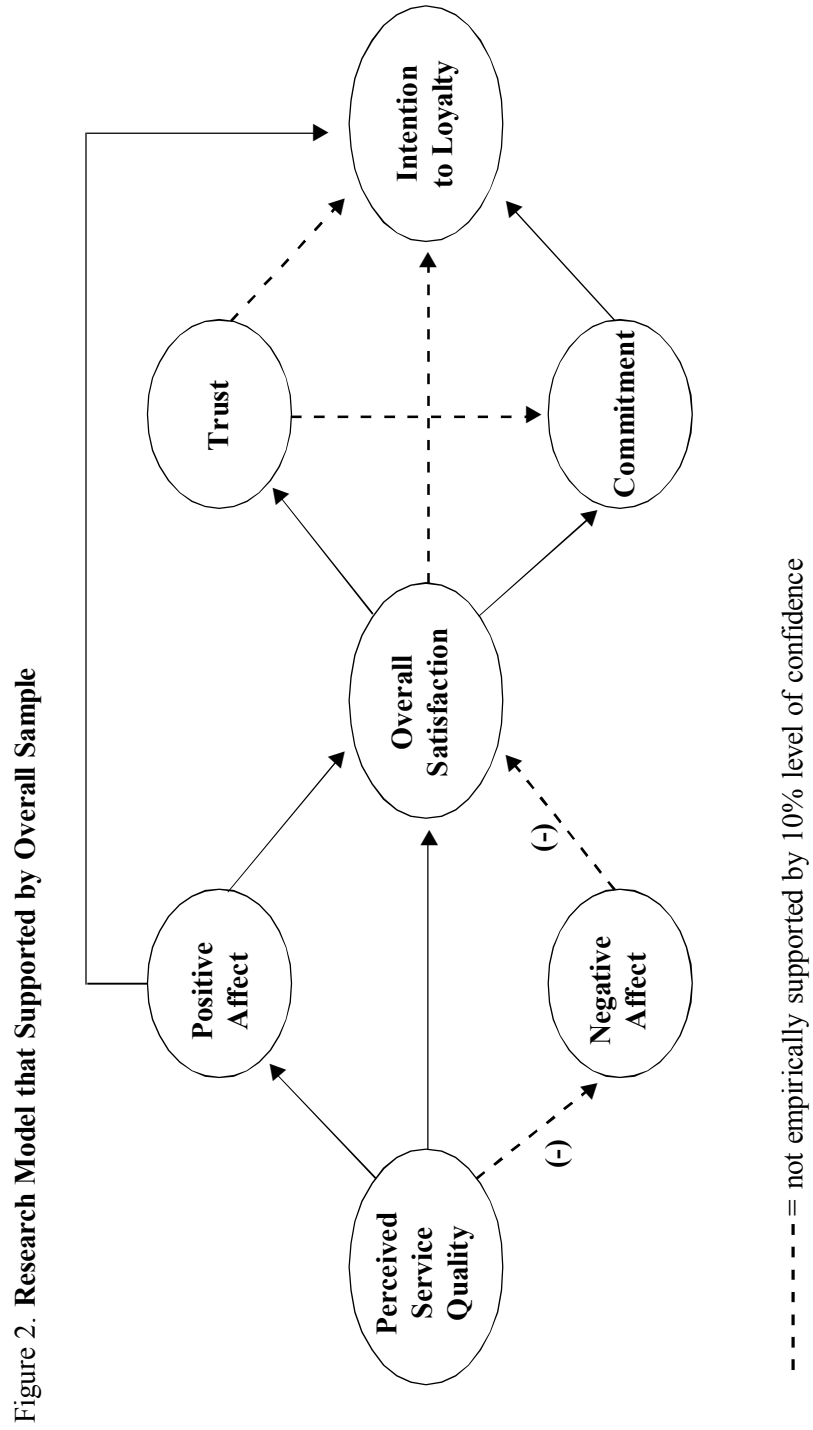 Figure 2. Research Model that Supported by Overall Sample
Positive
Affect
Trust
Perceived
Service
Quality
Overall
Satisfaction
Intention
to Loyalty
(-)
(-)
Negative
Affect
Commitment
= not empirically supported by 10% level of confidence